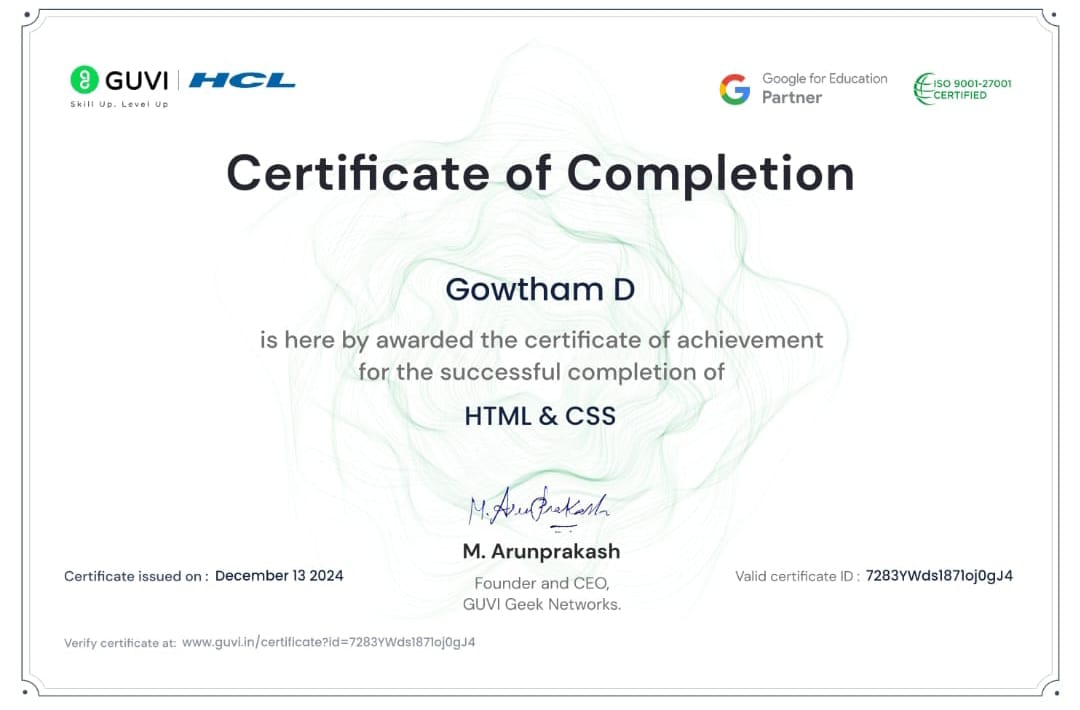 GUVI | HCL
Skill Up. Level Up
Google for Education
Partner
ISO 9001-27001
CERTIFIED
Certificate of Completion
Gowtham D
is here by awarded the certificate of achievement
for the successful completion of
HTML & CSS
M. ArunPrakash
M. Arunprakash
Founder and CEO,
GUVI Geek Networks.
Certificate issued on : December 13 2024
Valid certificate ID : 7283YWds1871oj0gJ4
Verify certificate at: www.guvi.in/certificate?id=7283YWds1871oj0gJ4